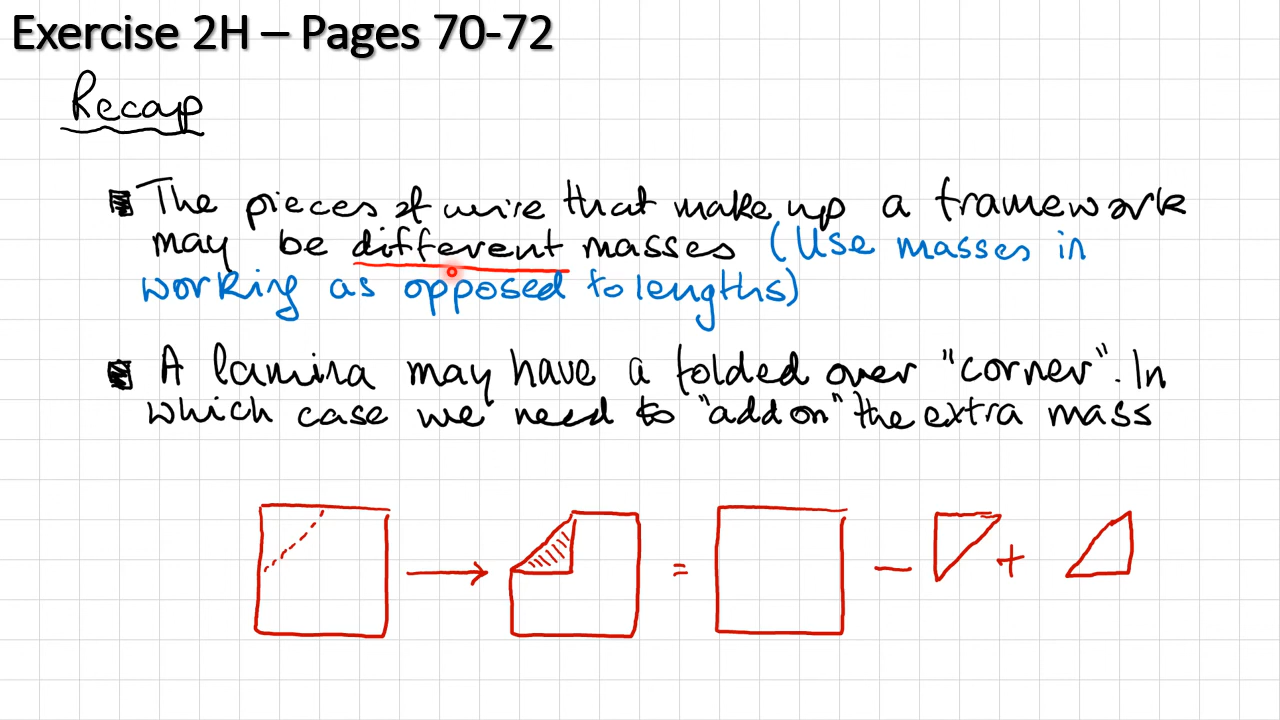 Exercise 2H – Pages 70-72
Recap
The pieces of wire that make up a framework
may be different masses (Use masses in
working as opposed to lengths)
A lamina may have a folded over "corner". In
which case we need to "add on" the extra mass
= − +